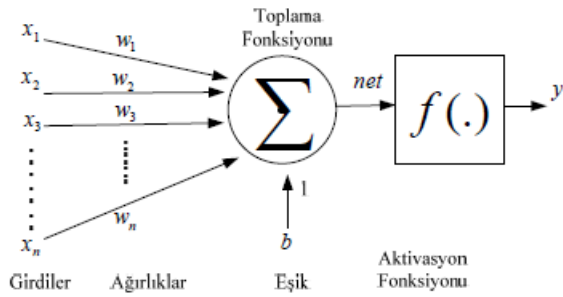 Toplama
Fonksiyonu
x₁
w₁
x₂
w₂
x₃
w₃
∑
net
f(.)
y
wₙ
1
xₙ
b
Girdiler
Ağırlıklar
Eşik
Aktivasyon
Fonksiyonu